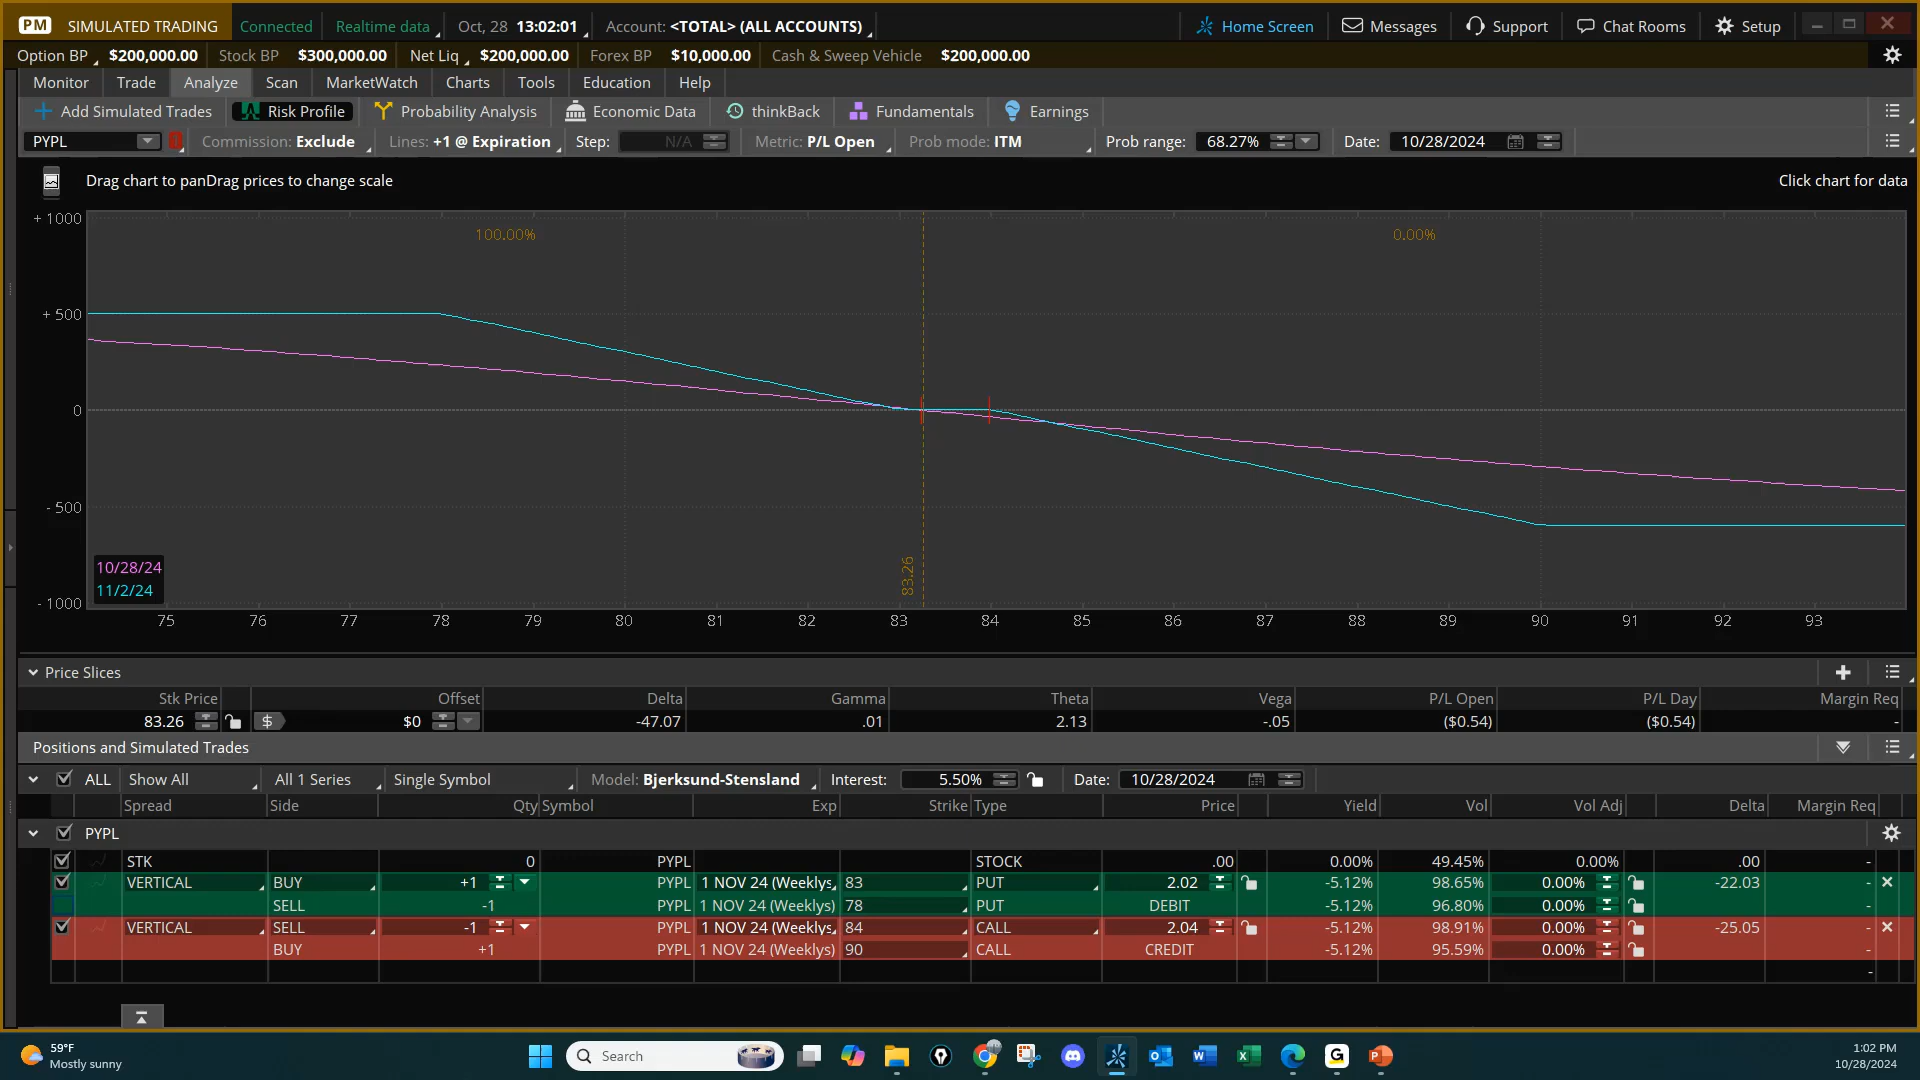 PM SIMULATED TRADING Connected Realtime data Oct, 28 13:02:01 Account: <TOTAL> (ALL ACCOUNTS) Home Screen Messages Support Chat Rooms Setup
Option BP $200,000.00 Stock BP $300,000.00 Net Liq $200,000.00 Forex BP $10,000.00 Cash & Sweep Vehicle $200,000.00
Monitor Trade Analyze Scan MarketWatch Charts Tools Education Help
Add Simulated Trades Risk Profile Probability Analysis Economic Data thinkBack Fundamentals Earnings
PYPL Commission: Exclude Lines: +1 @ Expiration Step: N/A Metric: P/L Open Prob mode: ITM Prob range: 68.27% Date: 10/28/2024
Drag chart to panDrag prices to change scale Click chart for data
+ 1000
100.00% 0.00%
+ 500
0
- 500
83.26
10/28/24
11/2/24
- 1000
75 76 77 78 79 80 81 82 83 84 85 86 87 88 89 90 91 92 93
Price Slices
Stk Price Offset Delta Gamma Theta Vega P/L Open P/L Day Margin Req
83.26 $ $0 -47.07 .01 2.13 -.05 ($0.54) ($0.54) -
Positions and Simulated Trades
ALL Show All All 1 Series Single Symbol Model: Bjerksund-Stensland Interest: 5.50% Date: 10/28/2024
Spread Side Qty Symbol Exp Strike Type Price Yield Vol Vol Adj Delta Margin Req
PYPL
STK 0 PYPL STOCK .00 0.00% 49.45% 0.00% .00 -
VERTICAL BUY +1 PYPL 1 NOV 24 (Weeklys) 83 PUT 2.02 -5.12% 98.65% 0.00% -22.03 -
SELL -1 PYPL 1 NOV 24 (Weeklys) 78 PUT DEBIT -5.12% 96.80% 0.00% -
VERTICAL SELL -1 PYPL 1 NOV 24 (Weeklys) 84 CALL 2.04 -5.12% 98.91% 0.00% -25.05 -
BUY +1 PYPL 1 NOV 24 (Weeklys) 90 CALL CREDIT -5.12% 95.59% 0.00% -
-
59°F
Mostly sunny
Search
1:02 PM
10/28/2024